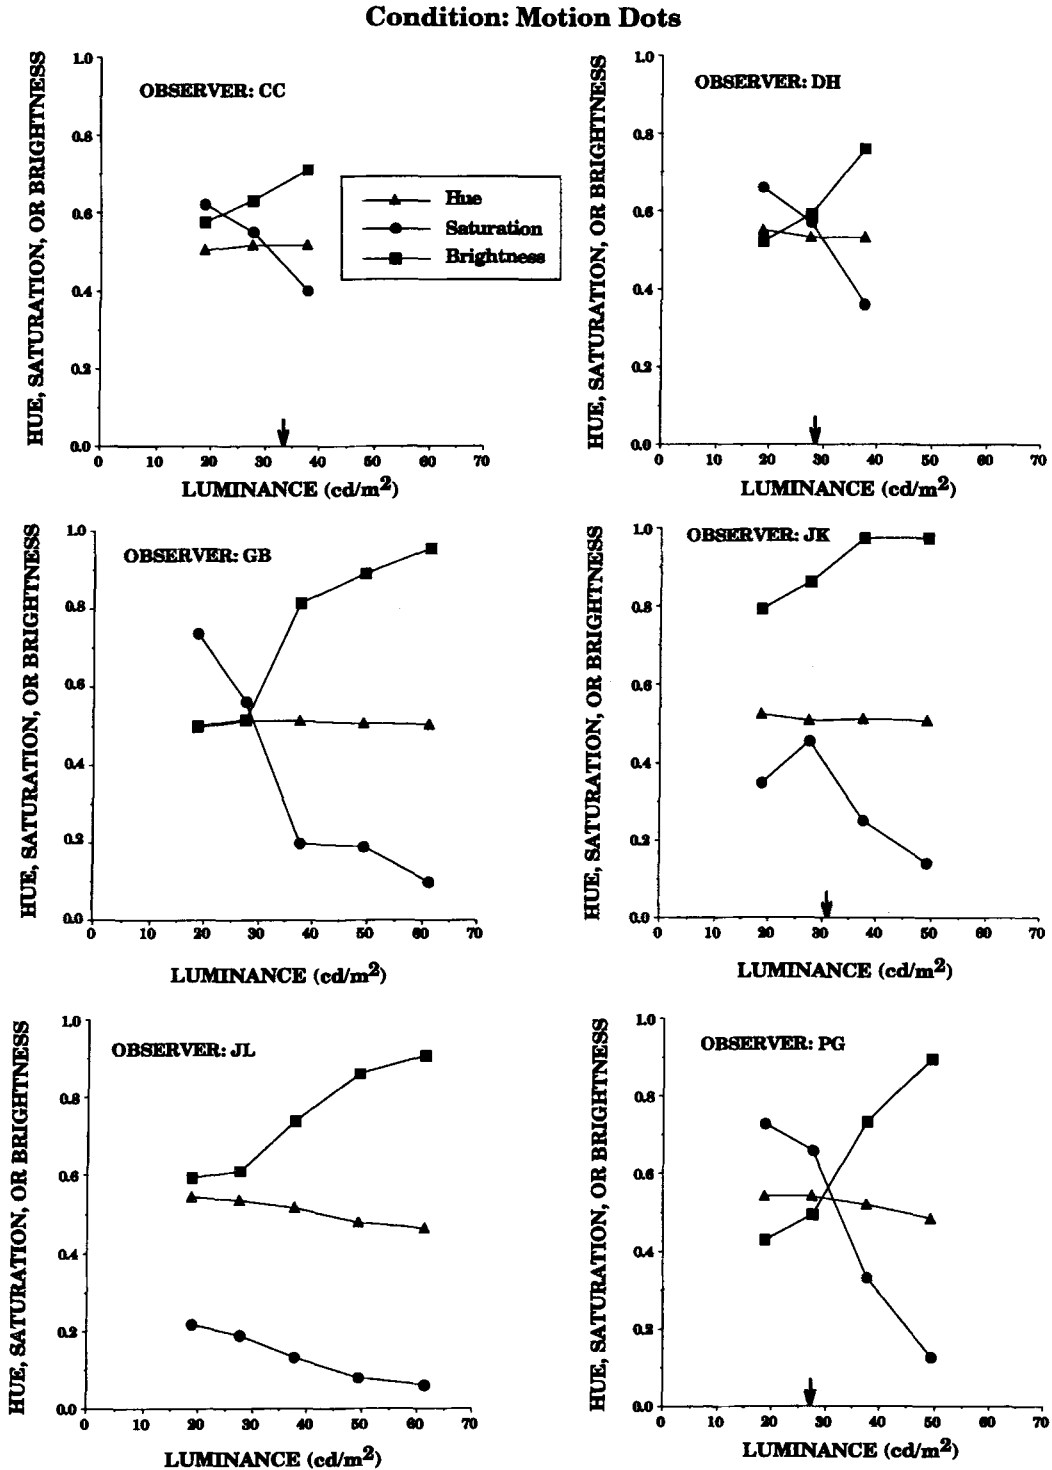 Condition: Motion Dots
HUE, SATURATION, OR BRIGHTNESS
1.0
0.8
0.6
0.4
0.2
0.0
OBSERVER: CC
Hue
Saturation
Brightness
0 10 20 30 40 50 60 70
LUMINANCE (cd/m²)
HUE, SATURATION, OR BRIGHTNESS
1.0
0.8
0.6
0.4
0.2
0.0
OBSERVER: DH
0 10 20 30 40 50 60 70
LUMINANCE (cd/m²)
HUE, SATURATION, OR BRIGHTNESS
1.0
0.8
0.6
0.4
0.2
0.0
OBSERVER: GB
0 10 20 30 40 50 60 70
LUMINANCE (cd/m²)
HUE, SATURATION, OR BRIGHTNESS
1.0
0.8
0.6
0.4
0.2
0.0
OBSERVER: JK
0 10 20 30 40 50 60 70
LUMINANCE (cd/m²)
HUE, SATURATION, OR BRIGHTNESS
1.0
0.8
0.6
0.4
0.2
0.0
OBSERVER: JL
0 10 20 30 40 50 60 70
LUMINANCE (cd/m²)
HUE, SATURATION, OR BRIGHTNESS
1.0
0.8
0.6
0.4
0.2
0.0
OBSERVER: PG
0 10 20 30 40 50 60 70
LUMINANCE (cd/m²)